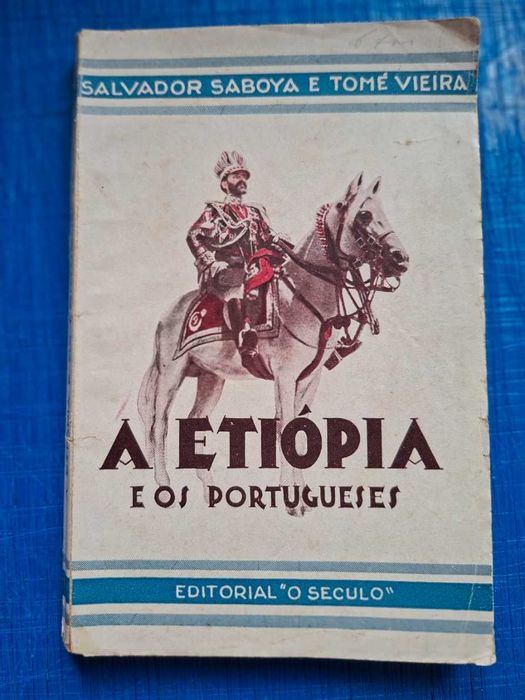 SALVADOR SABOYA E TOMÉ VIEIRA
A ETIÓPIA
E OS PORTUGUESES
EDITORIAL "O SECULO"